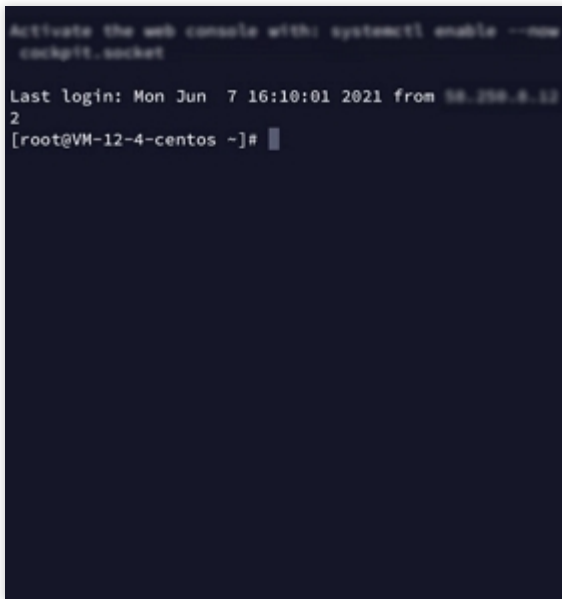 Activate the web console with: systemctl enable --now
cockpit.socket
Last login: Mon Jun  7 16:10:01 2021 from
2
[root@VM-12-4-centos ~]#